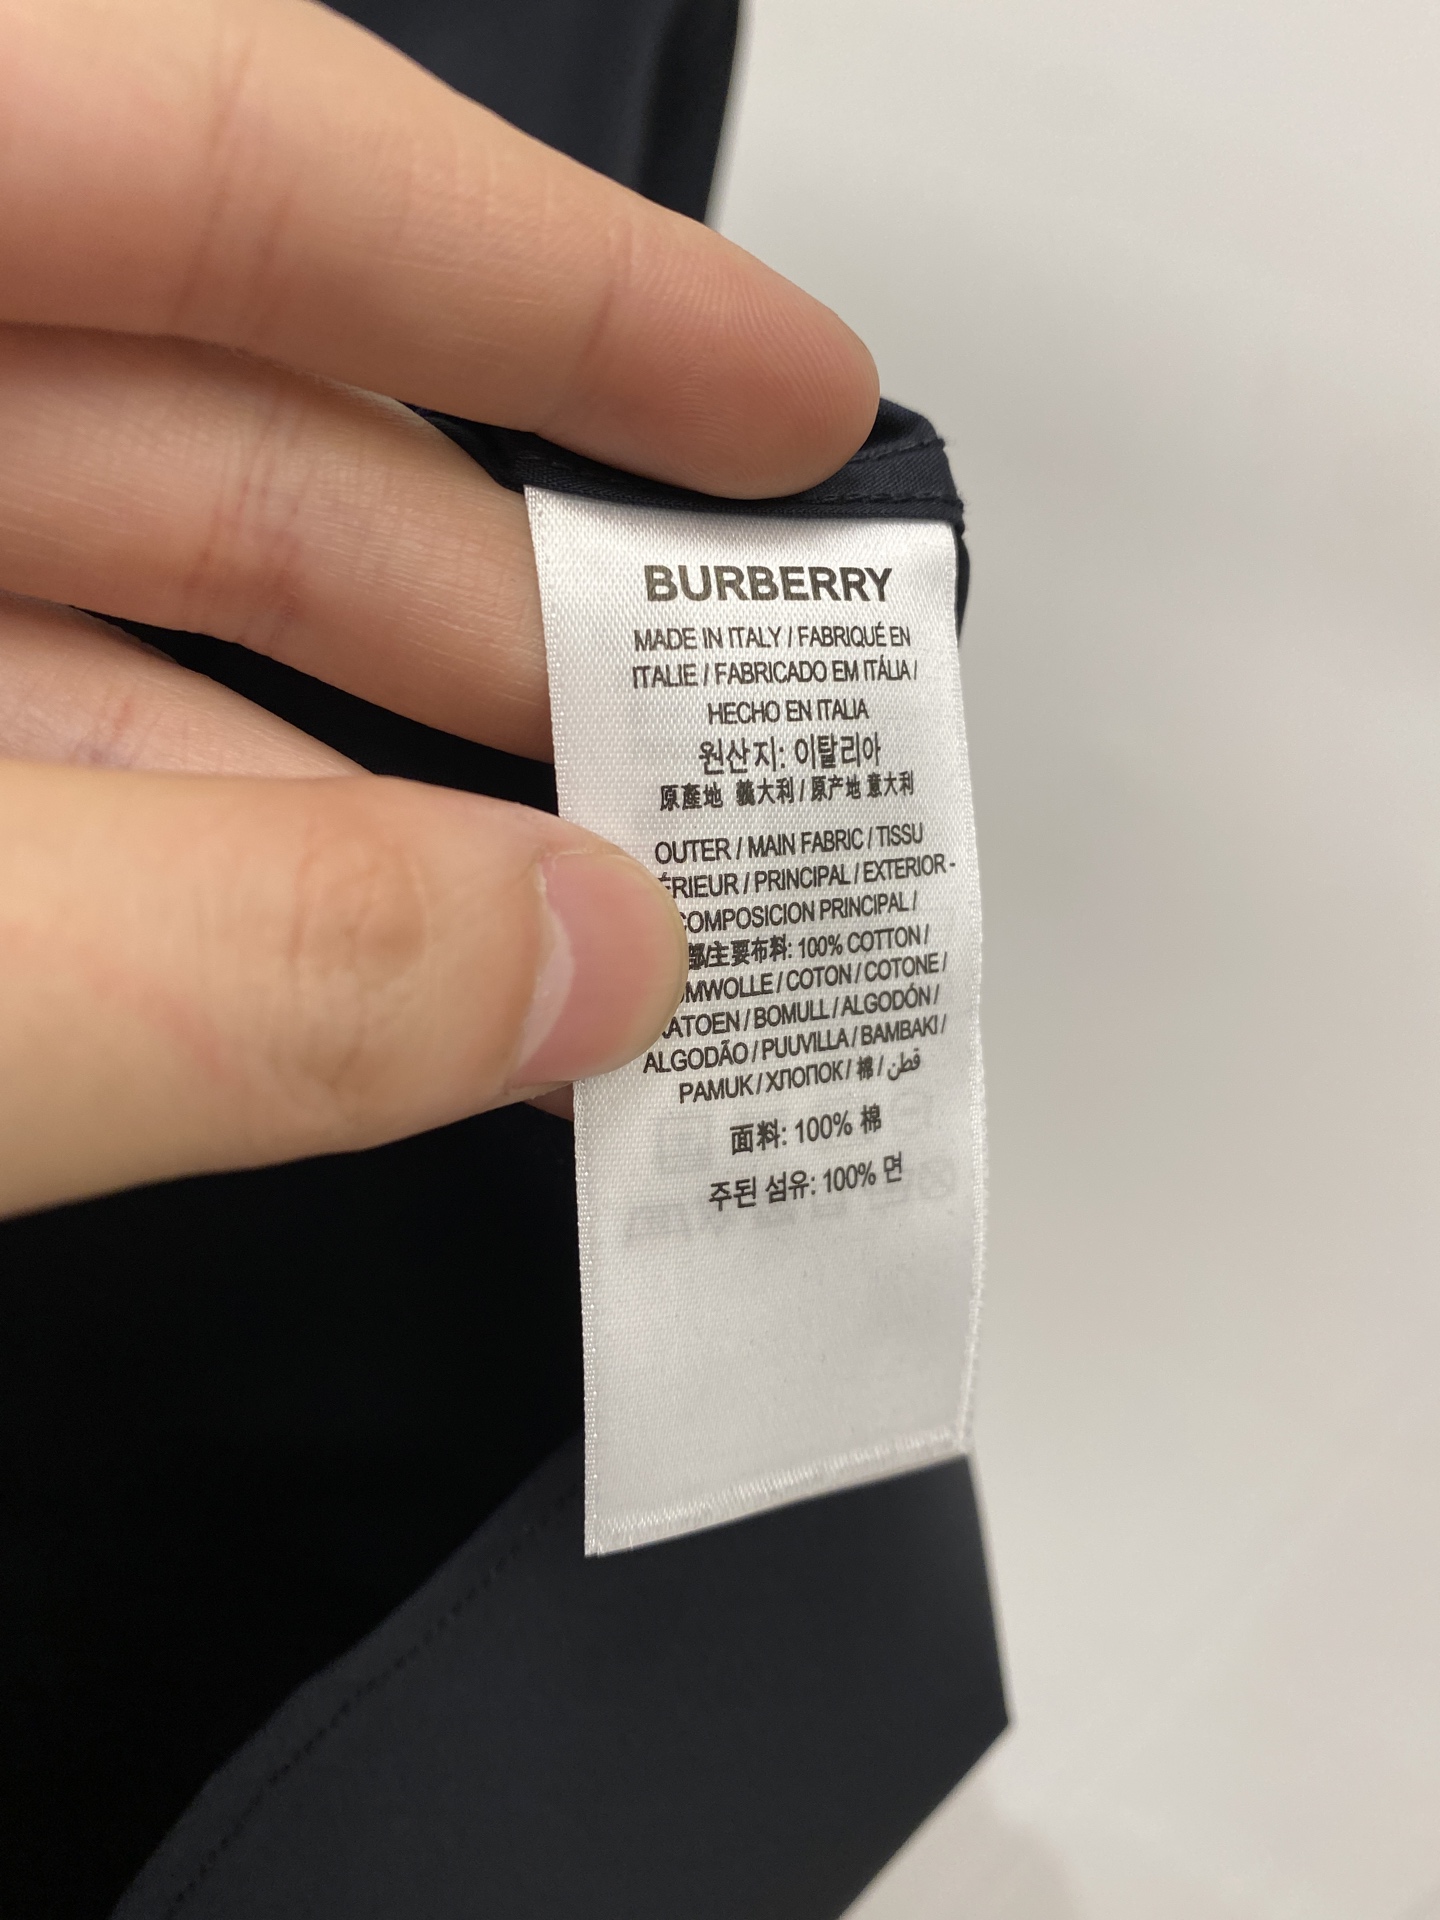 BURBERRY
MADE IN ITALY / FABRIQUÉ EN
ITALIE / FABRICADO EM ITÁLIA /
HECHO EN ITALIA
원산지: 이탈리아
原產地 義大利 / 原产地 意大利
OUTER / MAIN FABRIC / TISSU
ÉRIEUR / PRINCIPAL / EXTERIOR -
COMPOSICION PRINCIPAL /
部/主要布料: 100% COTTON /
MWOLLE / COTON / COTONE /
KATOEN / BOMULL / ALGODÓN /
ALGODÃO / PUUVILLA / BAMBAKI /
PAMUK / ХЛОПОК / 棉 / قطن
面料: 100% 棉
주된 섬유: 100% 면